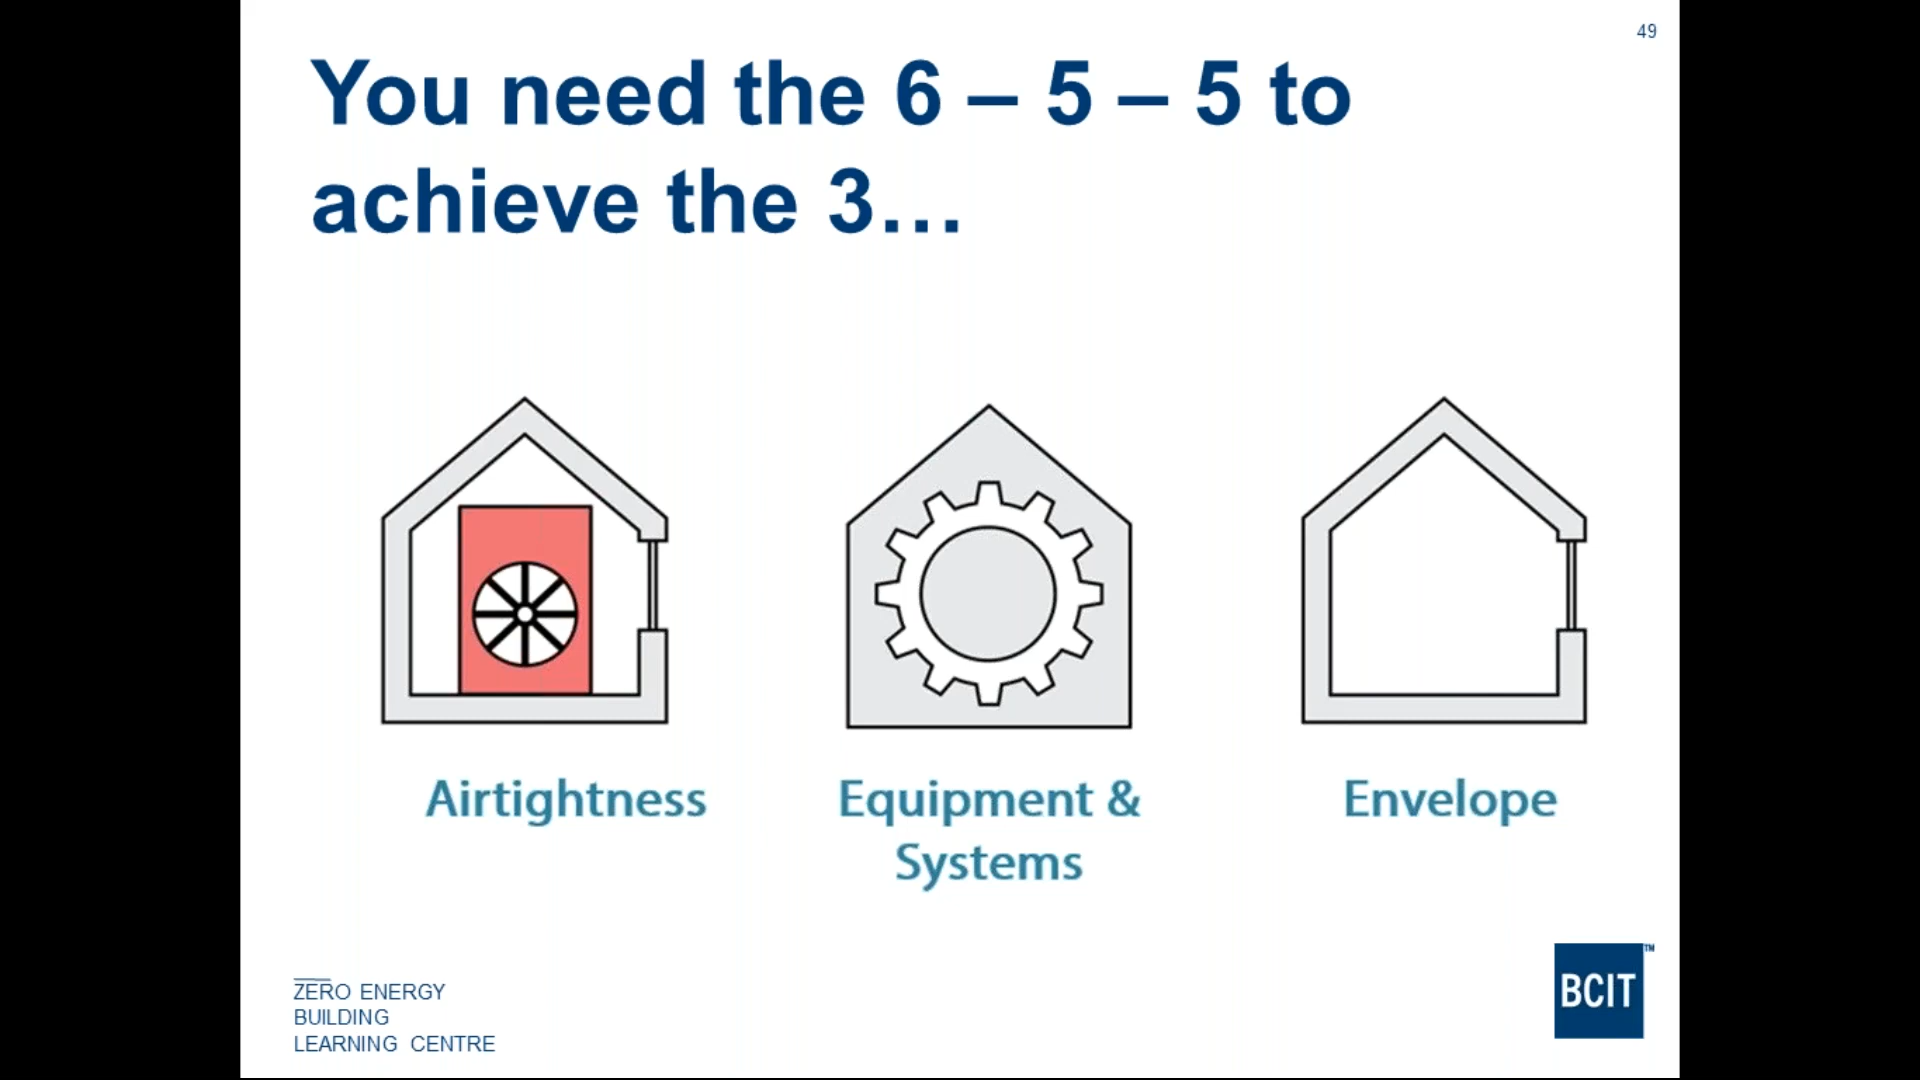 49
You need the 6 – 5 – 5 to
achieve the 3…
Airtightness
Equipment &
Systems
Envelope
ZERO ENERGY
BUILDING
LEARNING CENTRE
BCIT™